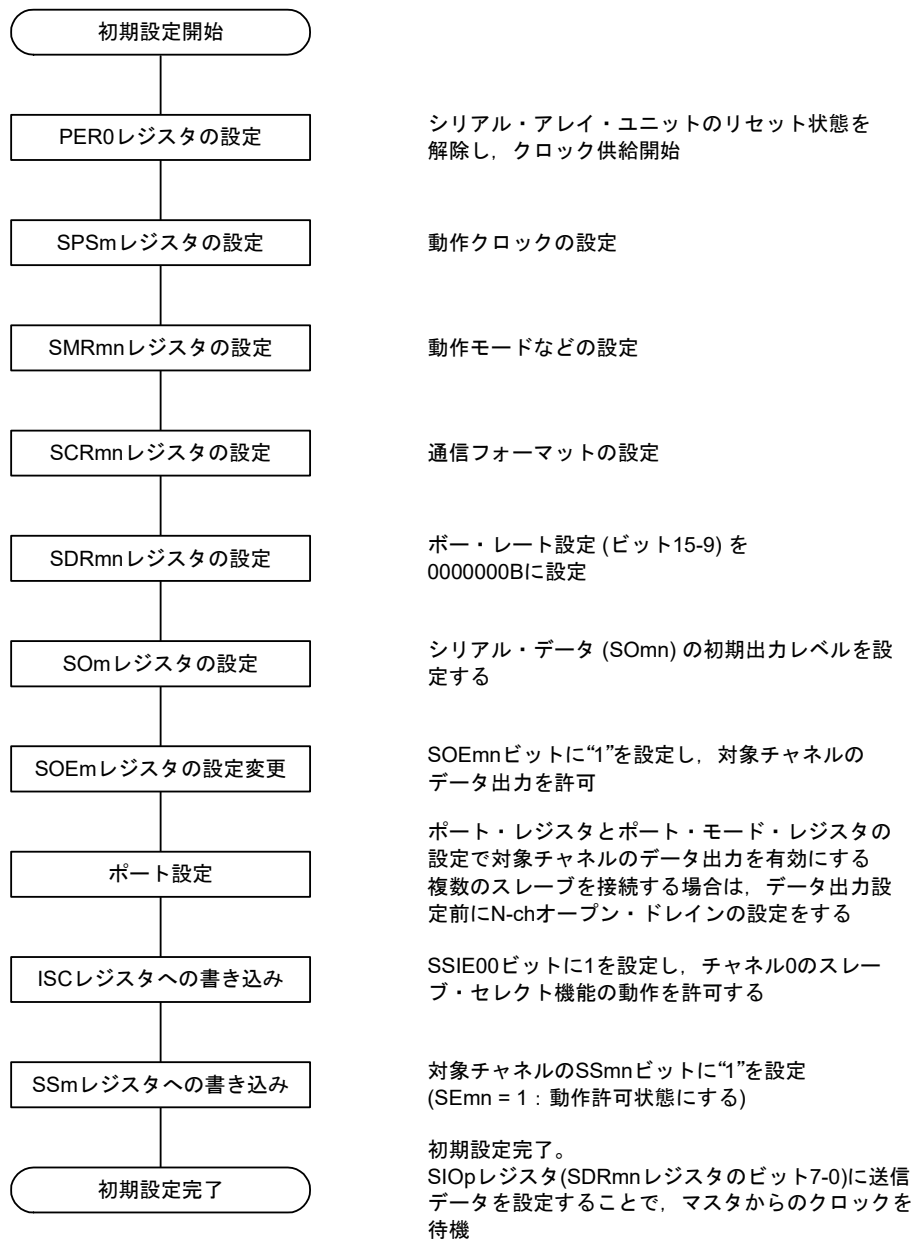 初期設定開始
PER0レジスタの設定
シリアル・アレイ・ユニットのリセット状態を
解除し，クロック供給開始
SPSmレジスタの設定
動作クロックの設定
SMRmnレジスタの設定
動作モードなどの設定
SCRmnレジスタの設定
通信フォーマットの設定
SDRmnレジスタの設定
ボー・レート設定 (ビット15-9) を
0000000Bに設定
SOmレジスタの設定
シリアル・データ (SOmn) の初期出力レベルを設
定する
SOEmレジスタの設定変更
SOEmnビットに“1”を設定し，対象チャネルの
データ出力を許可
ポート設定
ポート・レジスタとポート・モード・レジスタの
設定で対象チャネルのデータ出力を有効にする
複数のスレーブを接続する場合は，データ出力設
定前にN-chオープン・ドレインの設定をする
ISCレジスタへの書き込み
SSIE00ビットに1を設定し，チャネル0のスレー
ブ・セレクト機能の動作を許可する
SSmレジスタへの書き込み
対象チャネルのSSmnビットに“1”を設定
(SEmn = 1：動作許可状態にする)
初期設定完了
初期設定完了。
SIOpレジスタ(SDRmnレジスタのビット7-0)に送信
データを設定することで，マスタからのクロックを
待機